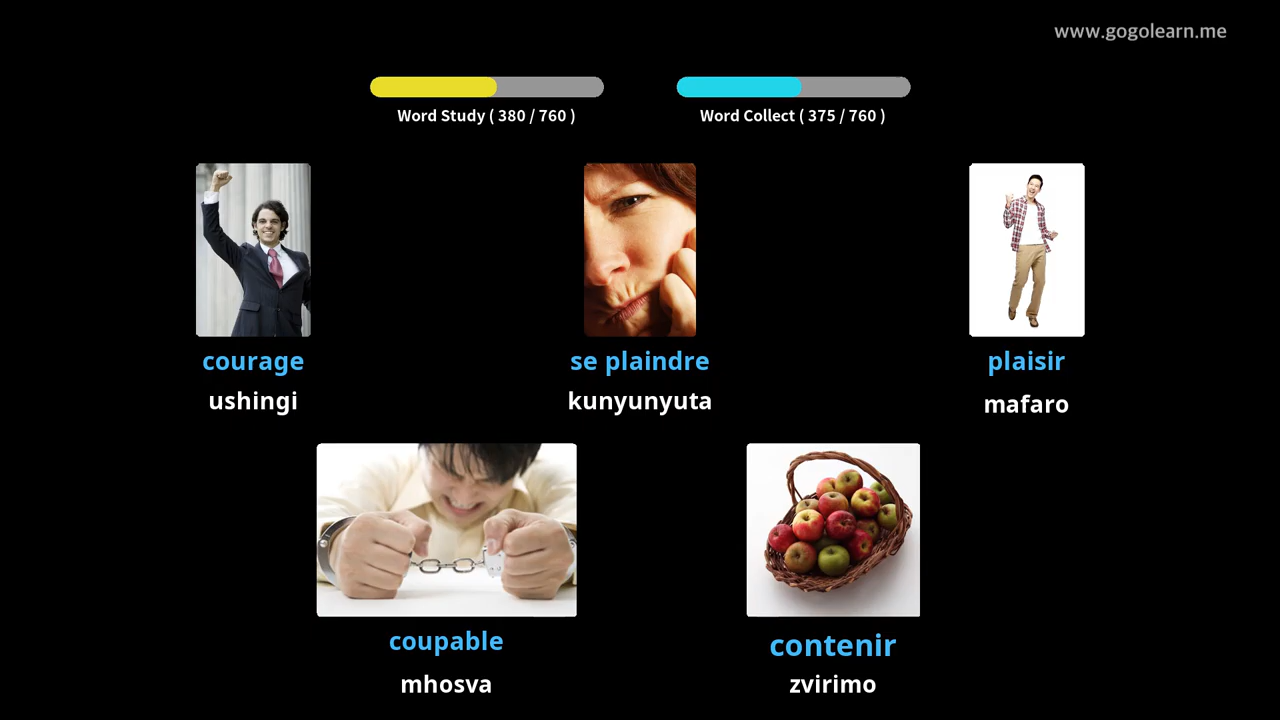 www.gogolearn.me
Word Study ( 380 / 760 )
Word Collect ( 375 / 760 )
courage
ushingi
se plaindre
kunyunyuta
plaisir
mafaro
coupable
mhosva
contenir
zvirimo